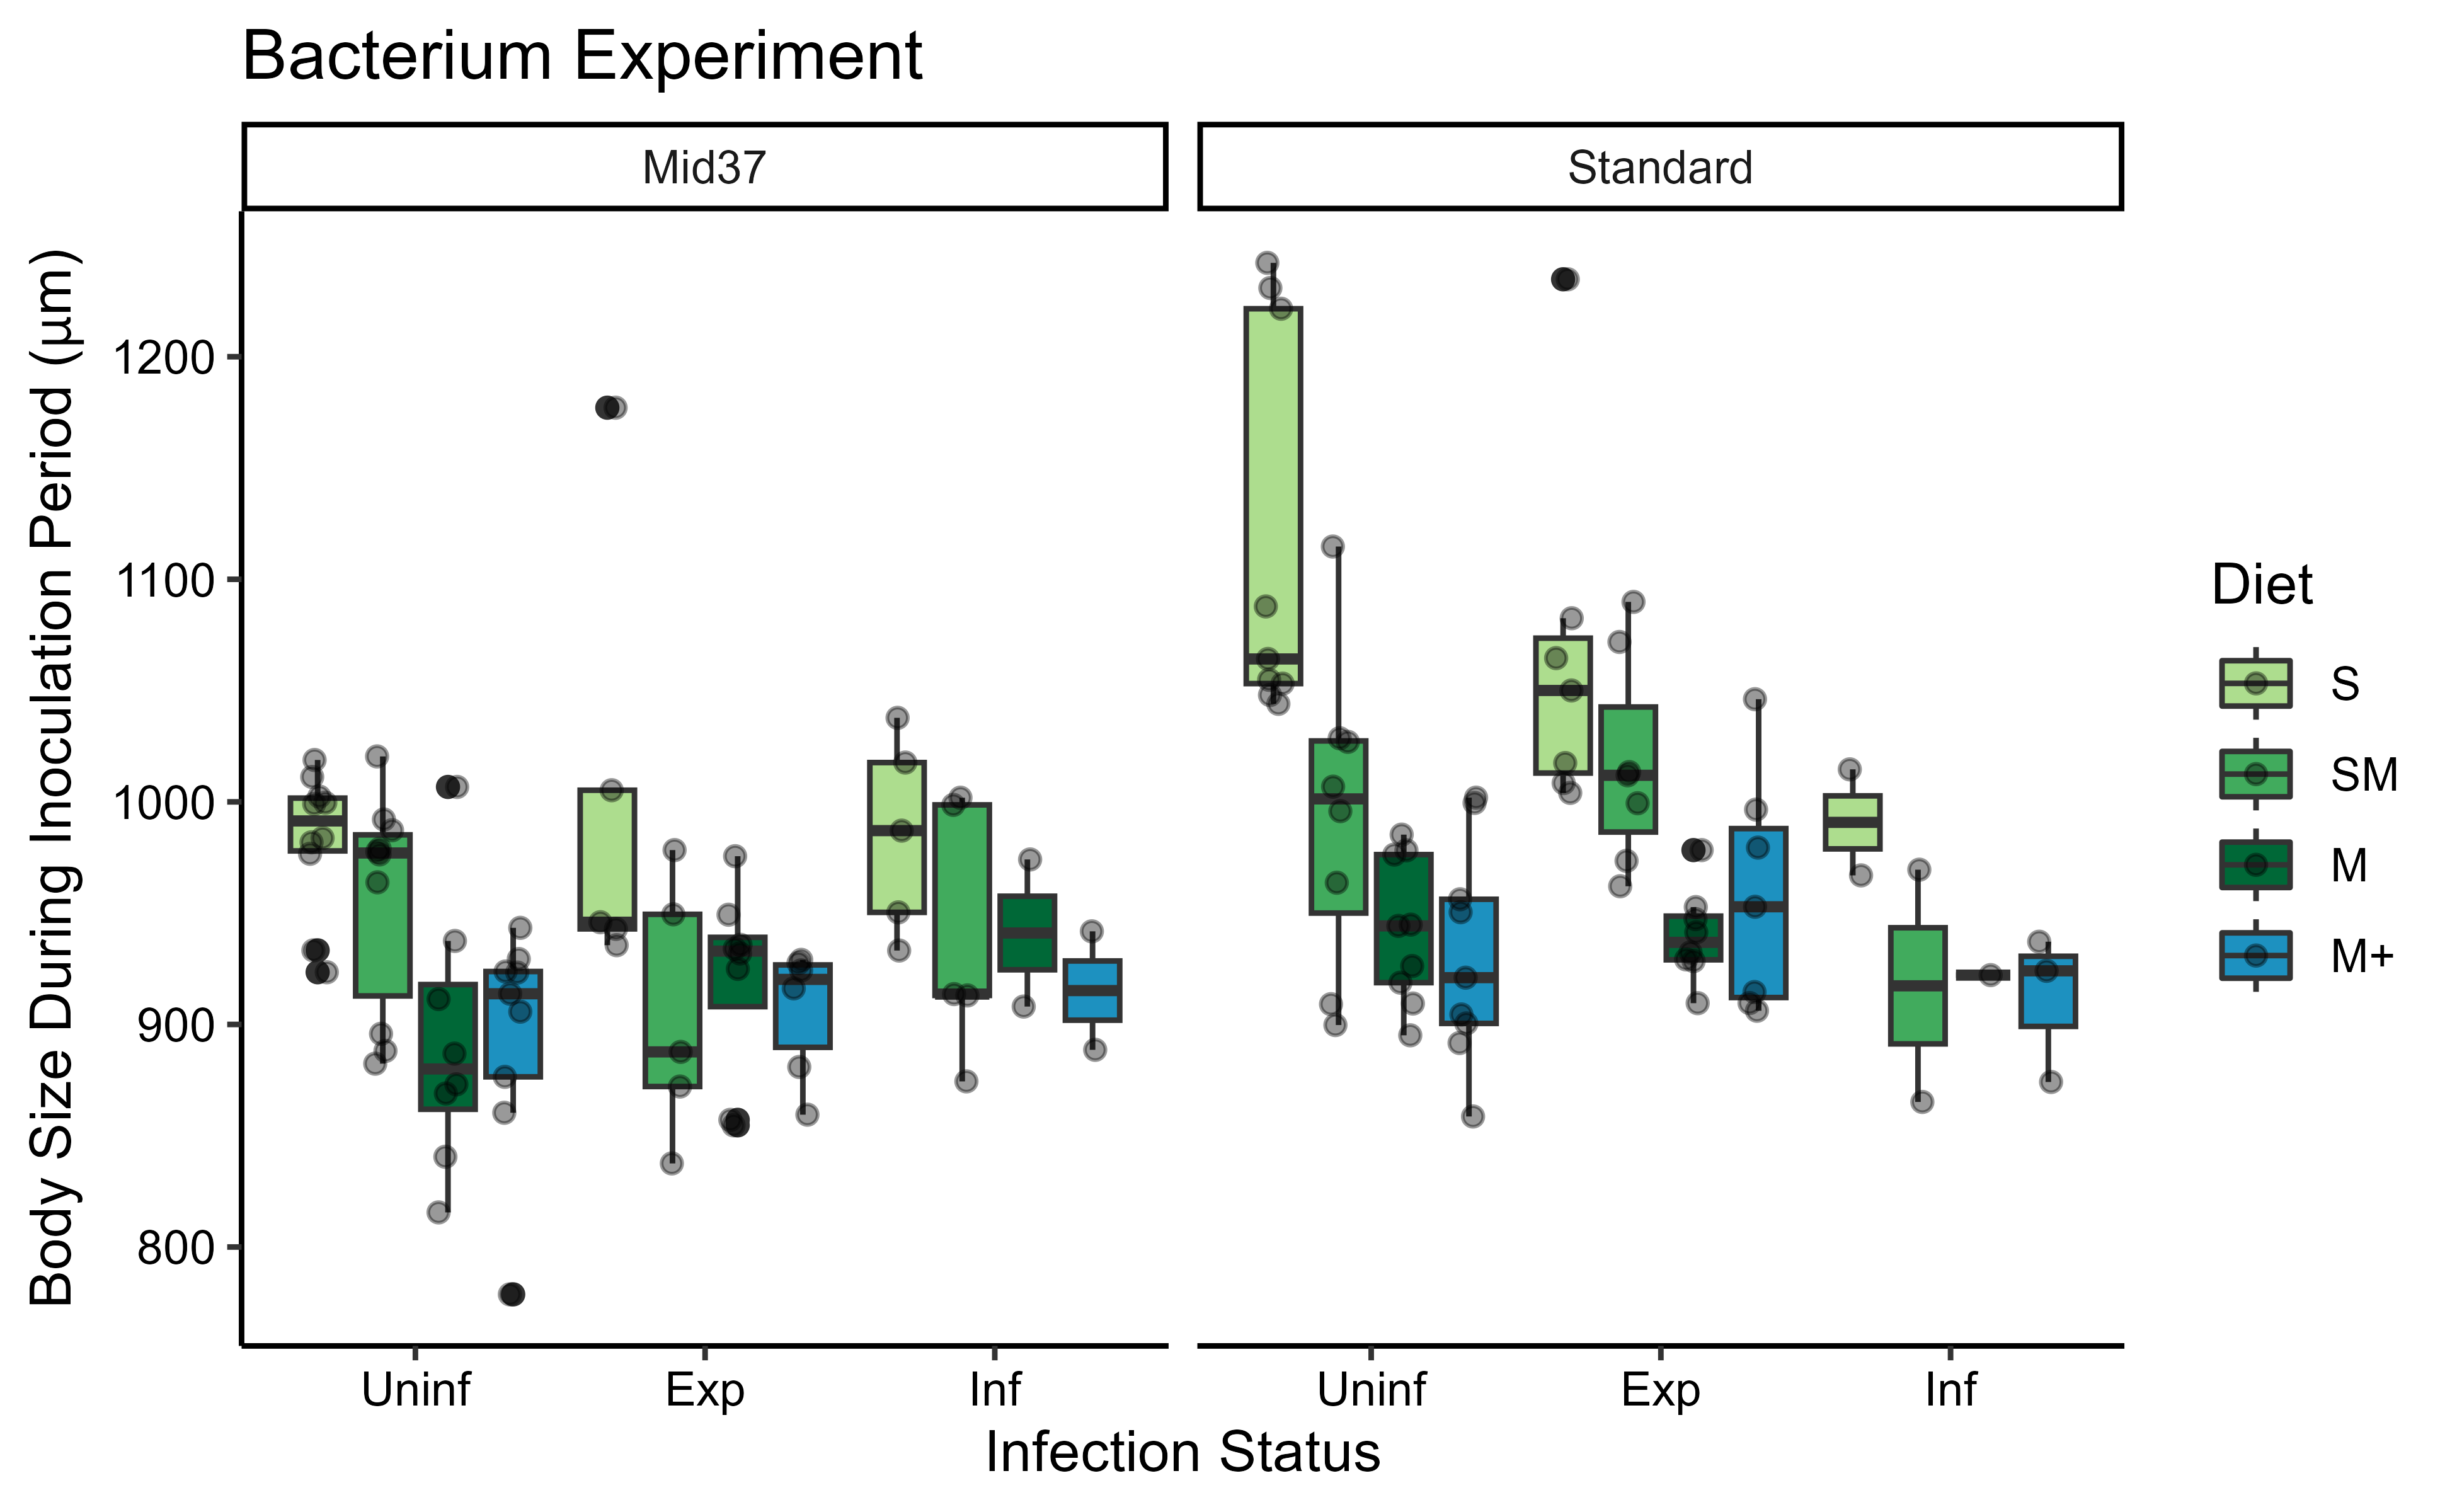 Bacterium Experiment
Mid37
Standard
Body Size During Inoculation Period (µm)
1200
1100
1000
900
800
Uninf
Exp
Inf
Uninf
Exp
Inf
Infection Status
Diet
S
SM
M
M+